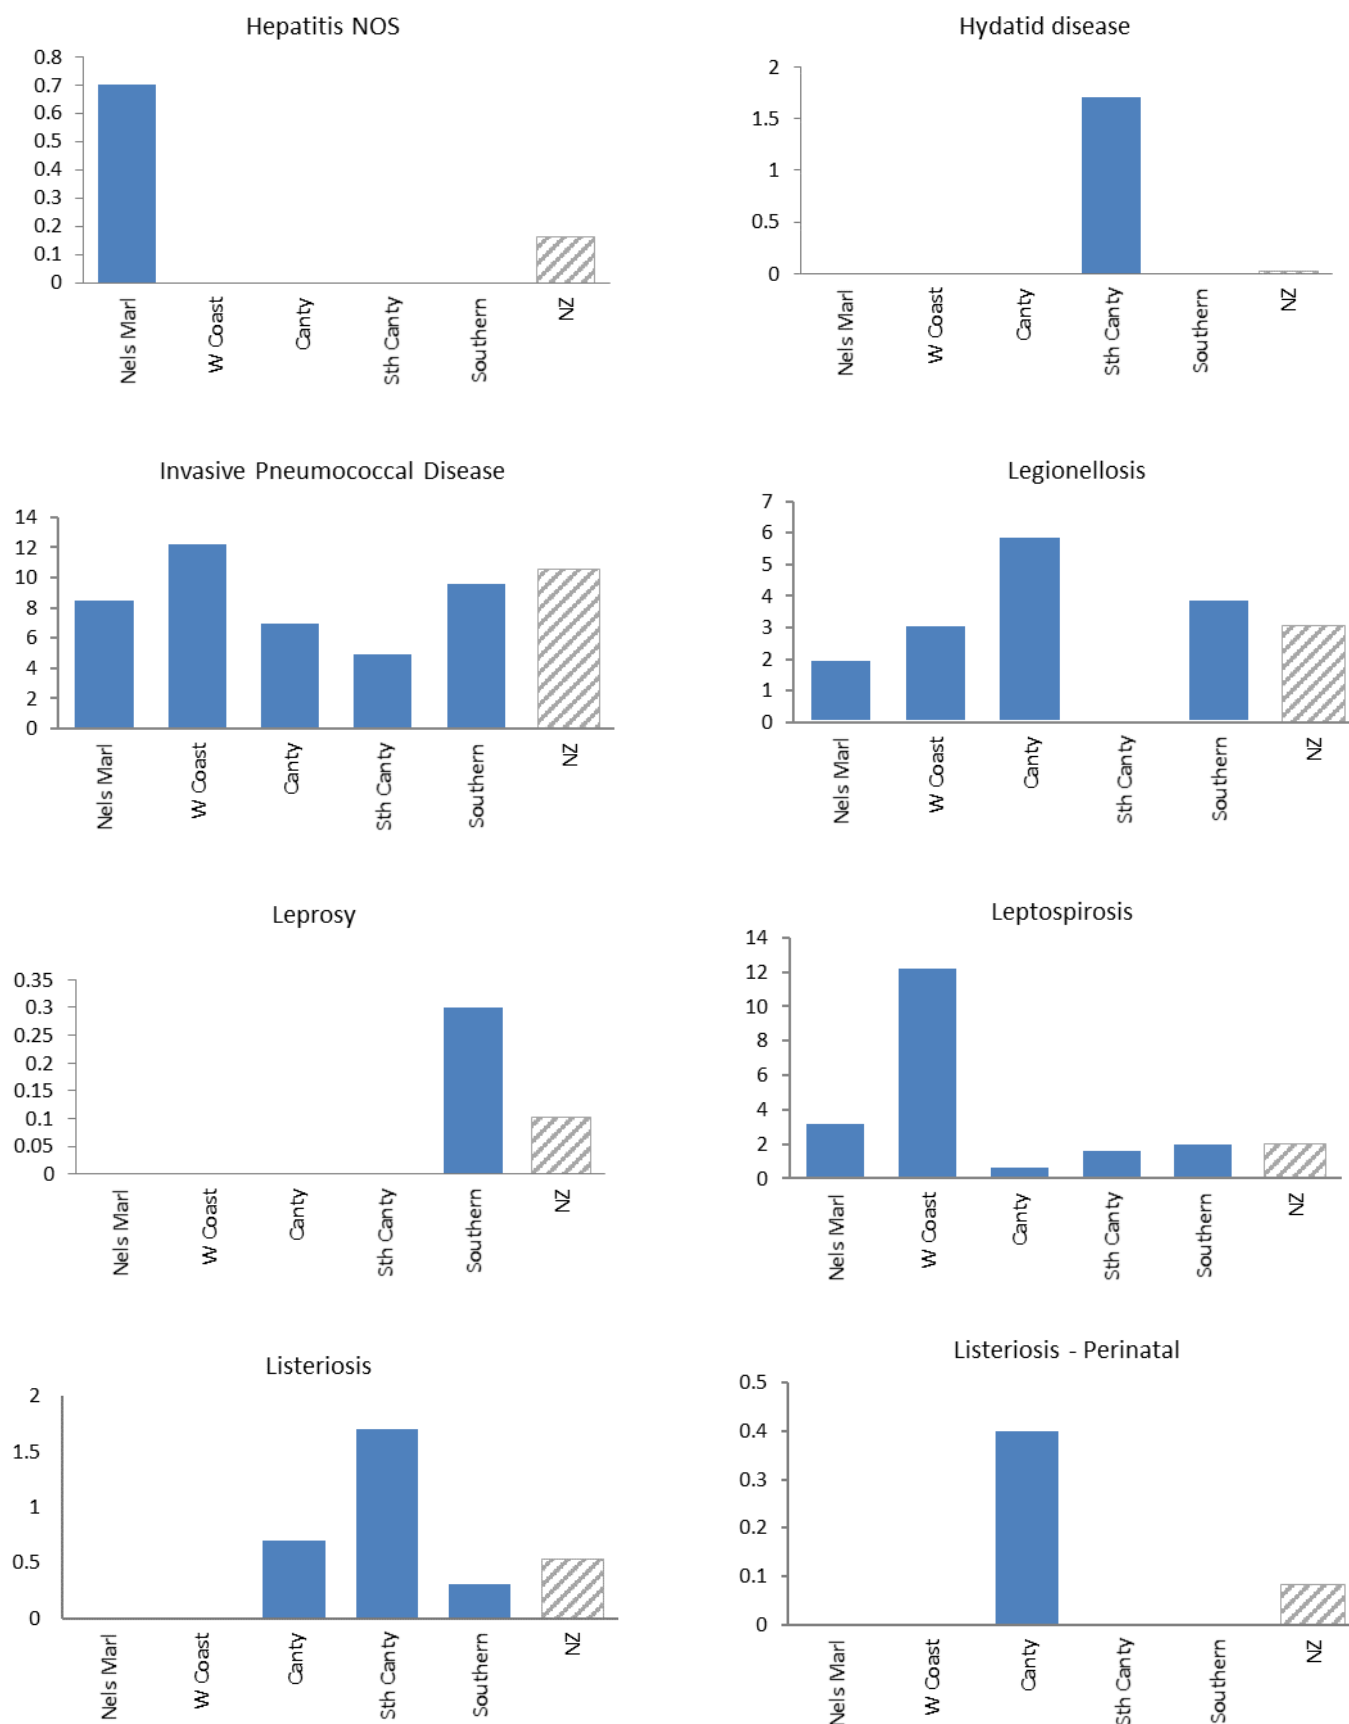 Hepatitis NOS
0.8
0.7
0.6
0.5
0.4
0.3
0.2
0.1
0
Nels Marl
W Coast
Canty
Sth Canty
Southern
NZ
Hydatid disease
2
1.5
1
0.5
0
Nels Marl
W Coast
Canty
Sth Canty
Southern
NZ
Invasive Pneumococcal Disease
14
12
10
8
6
4
2
0
Nels Marl
W Coast
Canty
Sth Canty
Southern
NZ
Legionellosis
7
6
5
4
3
2
1
0
Nels Marl
W Coast
Canty
Sth Canty
Southern
NZ
Leprosy
0.35
0.3
0.25
0.2
0.15
0.1
0.05
0
Nels Marl
W Coast
Canty
Sth Canty
Southern
NZ
Leptospirosis
14
12
10
8
6
4
2
0
Nels Marl
W Coast
Canty
Sth Canty
Southern
NZ
Listeriosis
2
1.5
1
0.5
0
Nels Marl
W Coast
Canty
Sth Canty
Southern
NZ
Listeriosis - Perinatal
0.5
0.4
0.3
0.2
0.1
0
Nels Marl
W Coast
Canty
Sth Canty
Southern
NZ